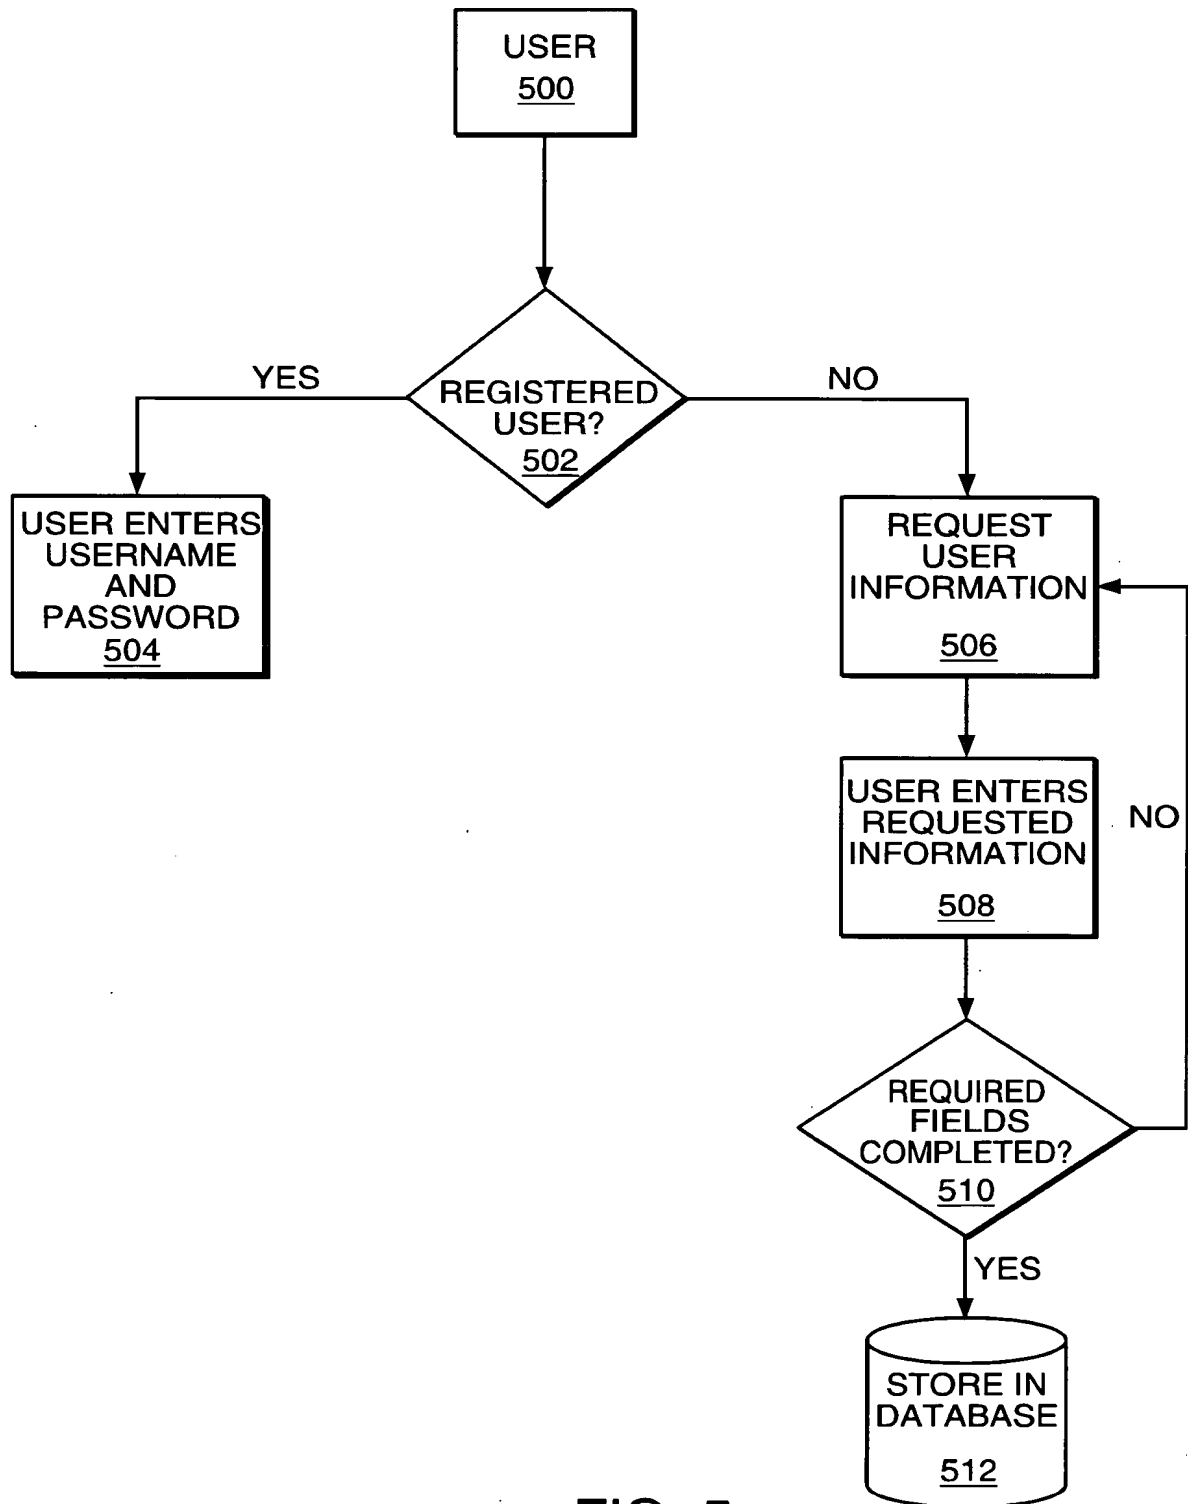 USER
500
YES
REGISTERED
USER?
502
NO
USER ENTERS
USERNAME
AND
PASSWORD
504
REQUEST
USER
INFORMATION
506
USER ENTERS
REQUESTED
INFORMATION
508
NO
REQUIRED
FIELDS
COMPLETED?
510
YES
STORE IN
DATABASE
512